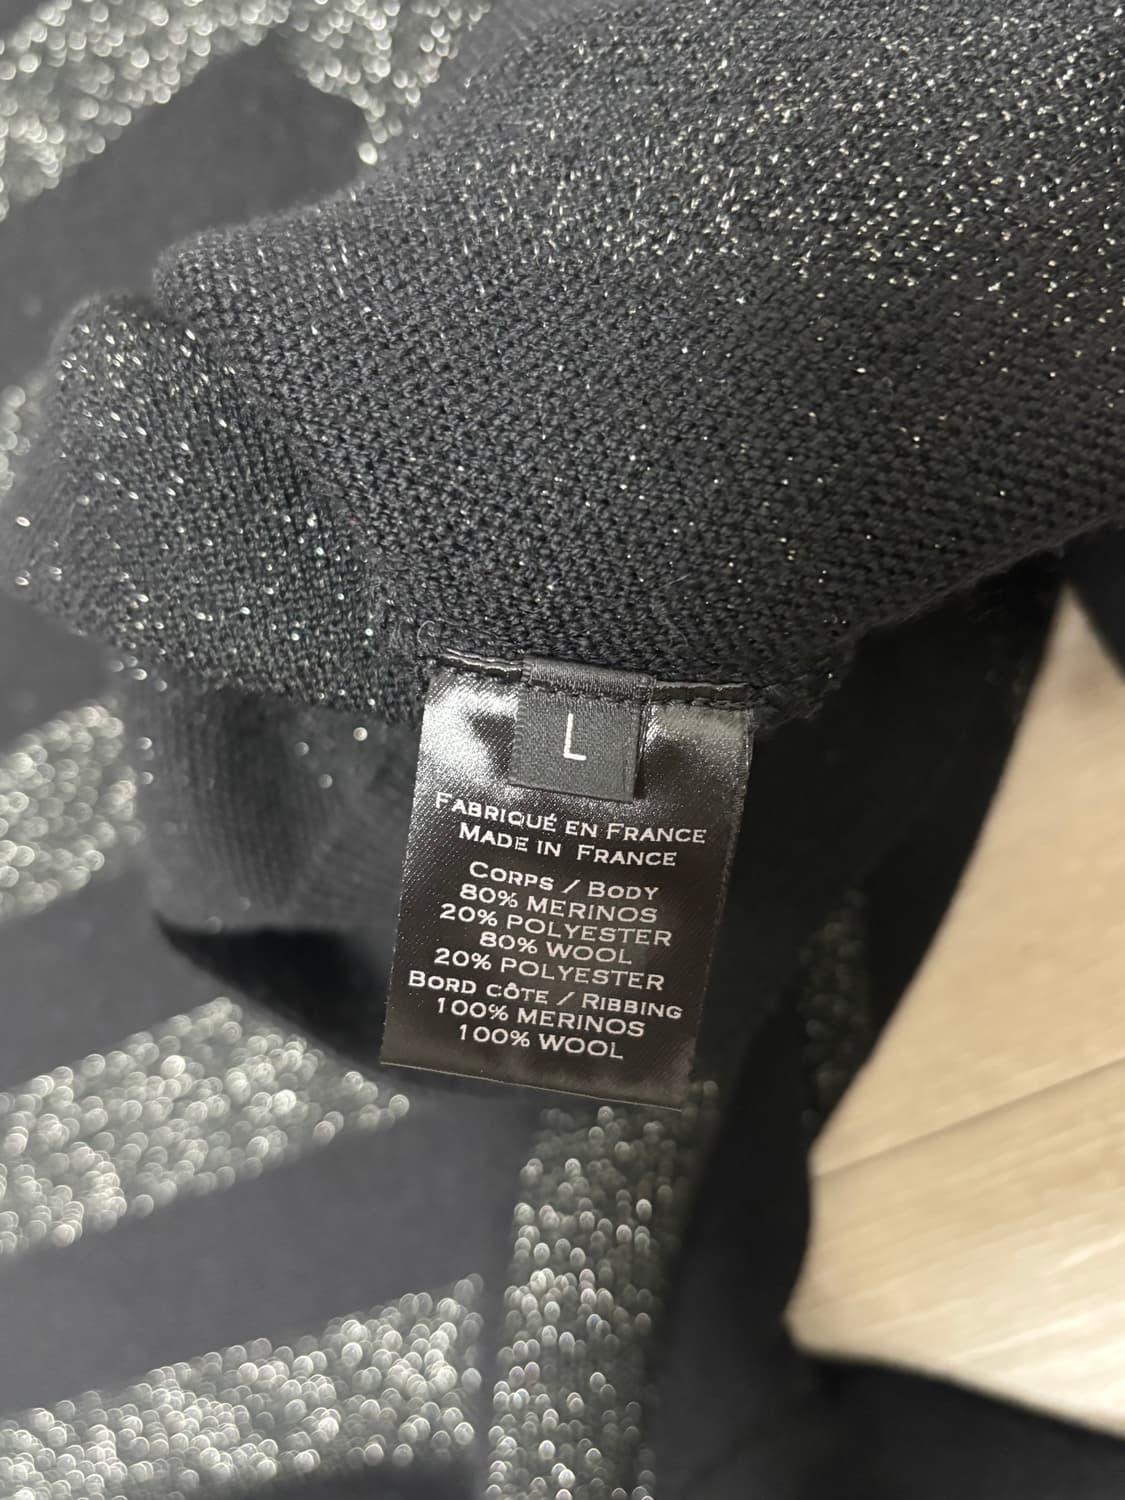 L
FABRIQUÉ EN FRANCE
MADE IN FRANCE
CORPS / BODY
80% MERINOS
20% POLYESTER
80% WOOL
20% POLYESTER
BORD CÔTE / RIBBING
100% MERINOS
100% WOOL